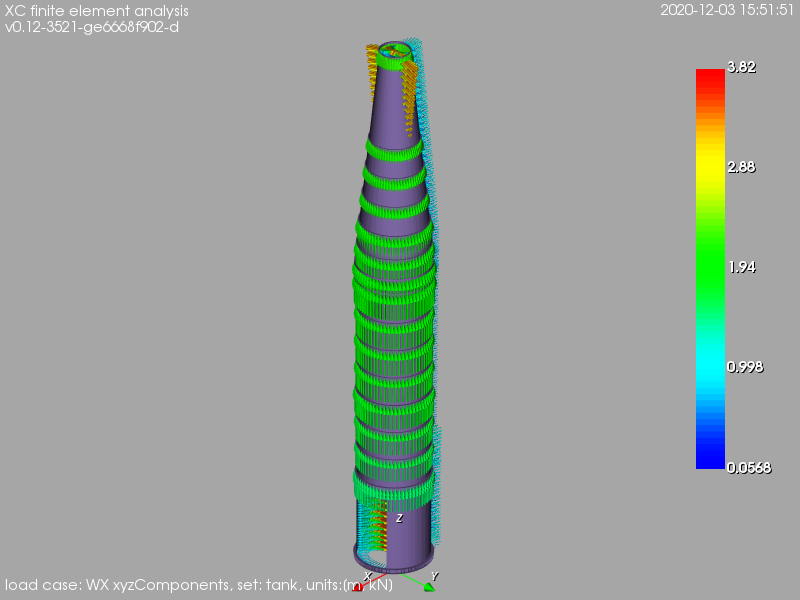 XC finite element analysis
v0.12-3521-ge6668f902-d
2020-12-03 15:51:51
3.82
2.88
1.94
0.998
0.0568
Z
X
Y
load case: WX xyzComponents, set: tank, units:(m, kN)